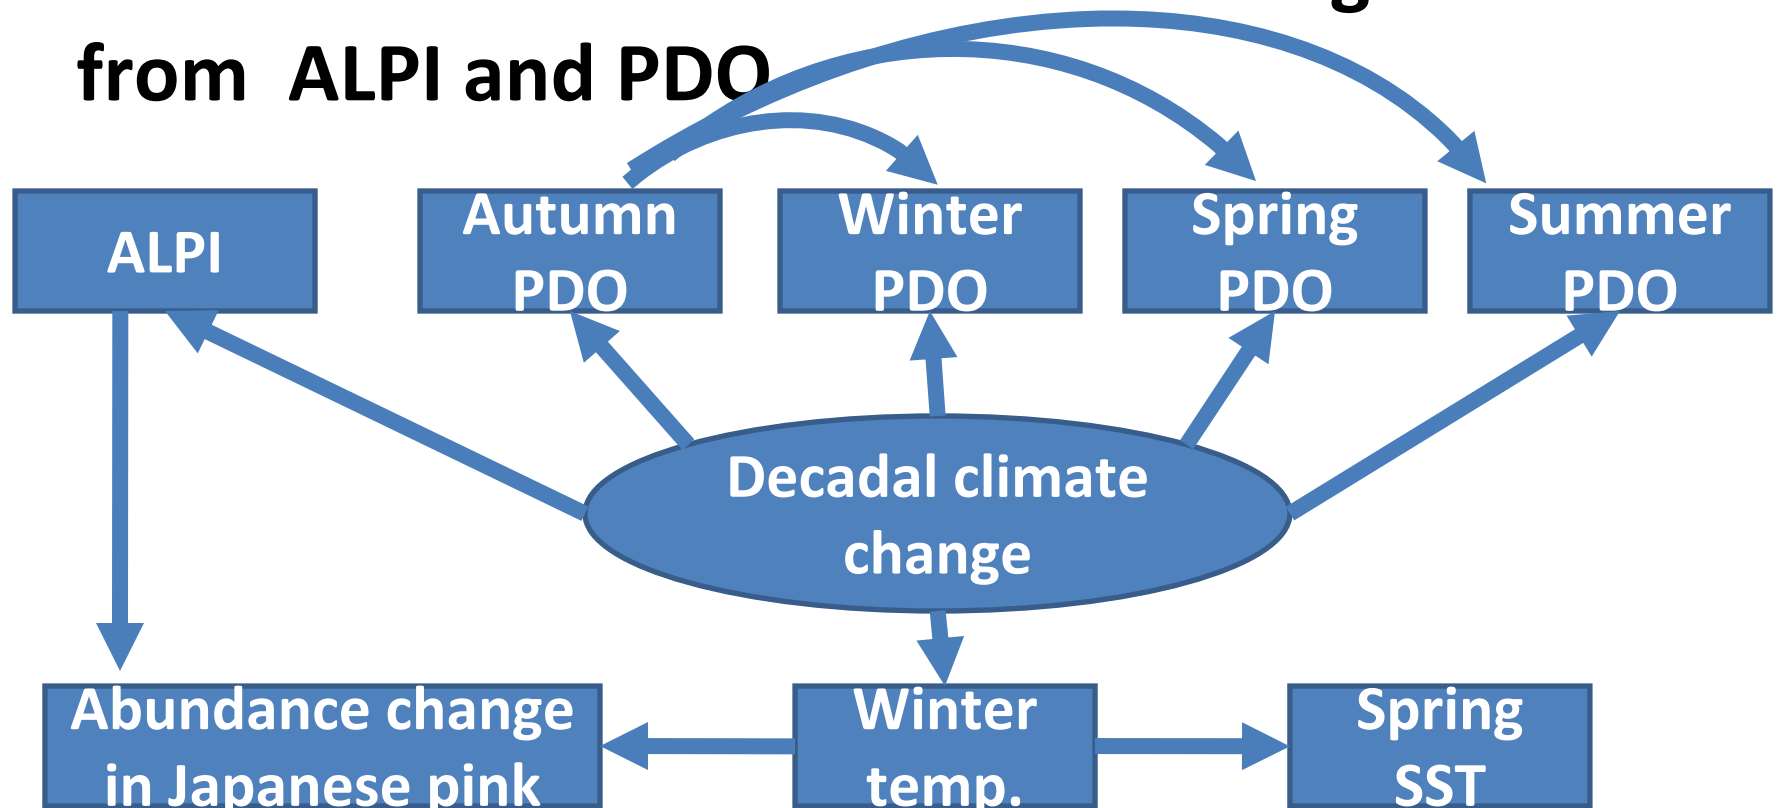 from ALPI and PDO
ALPI
Autumn
PDO
Winter
PDO
Spring
PDO
Summer
PDO
Decadal climate
change
Abundance change
in Japanese pink
Winter
temp.
Spring
SST